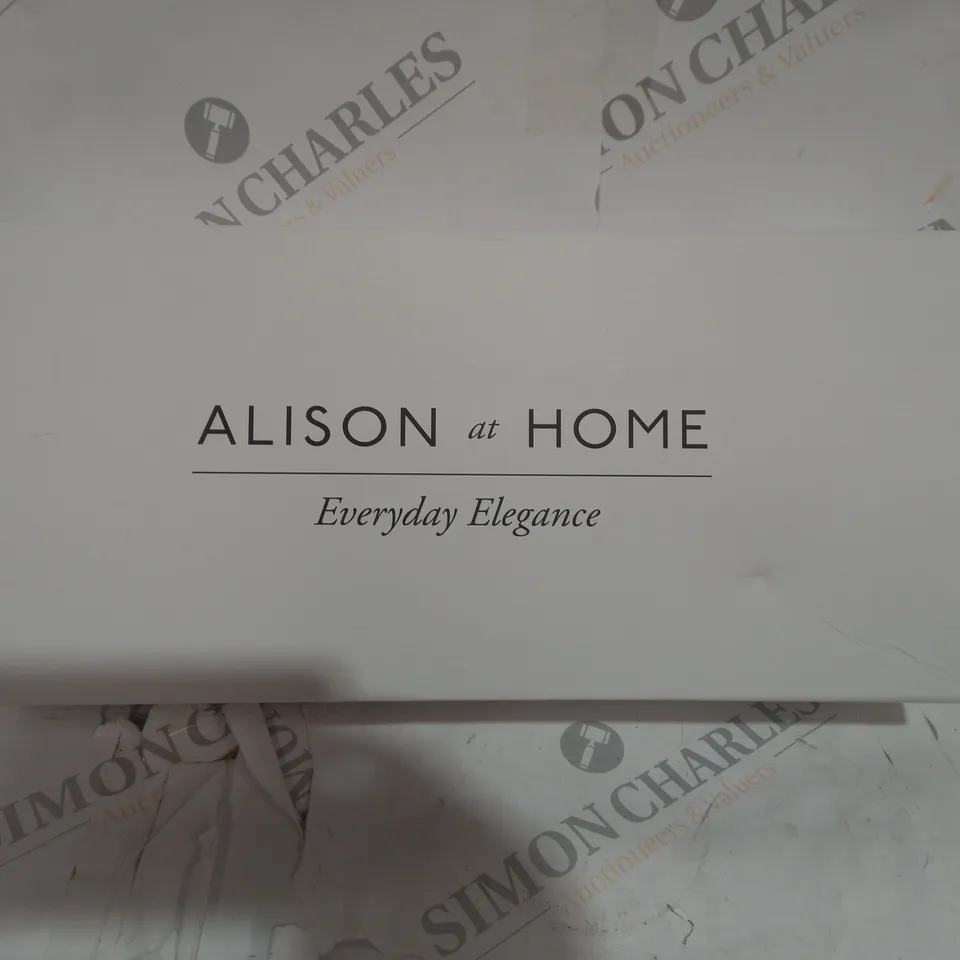 SIMON CHARLES
Auctioneers & Valuers
ALISON at HOME
Everyday Elegance
SIMON CHARLES
Auctioneers & Valuers